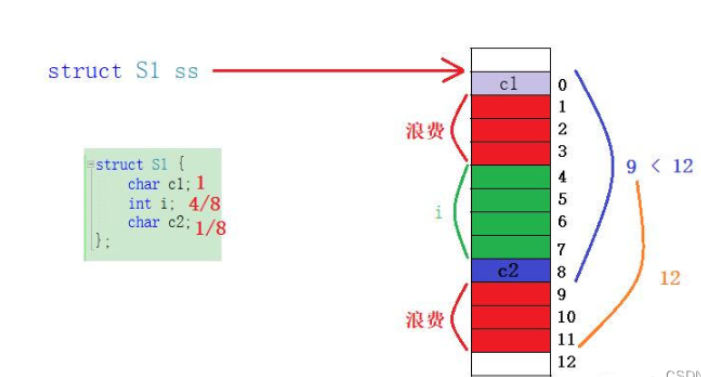 struct S1 ss
struct S1 {
char c1; 1
int i; 4/8
char c2; 1/8
};
c1
0
1
浪费
2
3
4
i
5
6
7
c2
8
9
浪费
10
11
12
9 < 12
12
CSDN